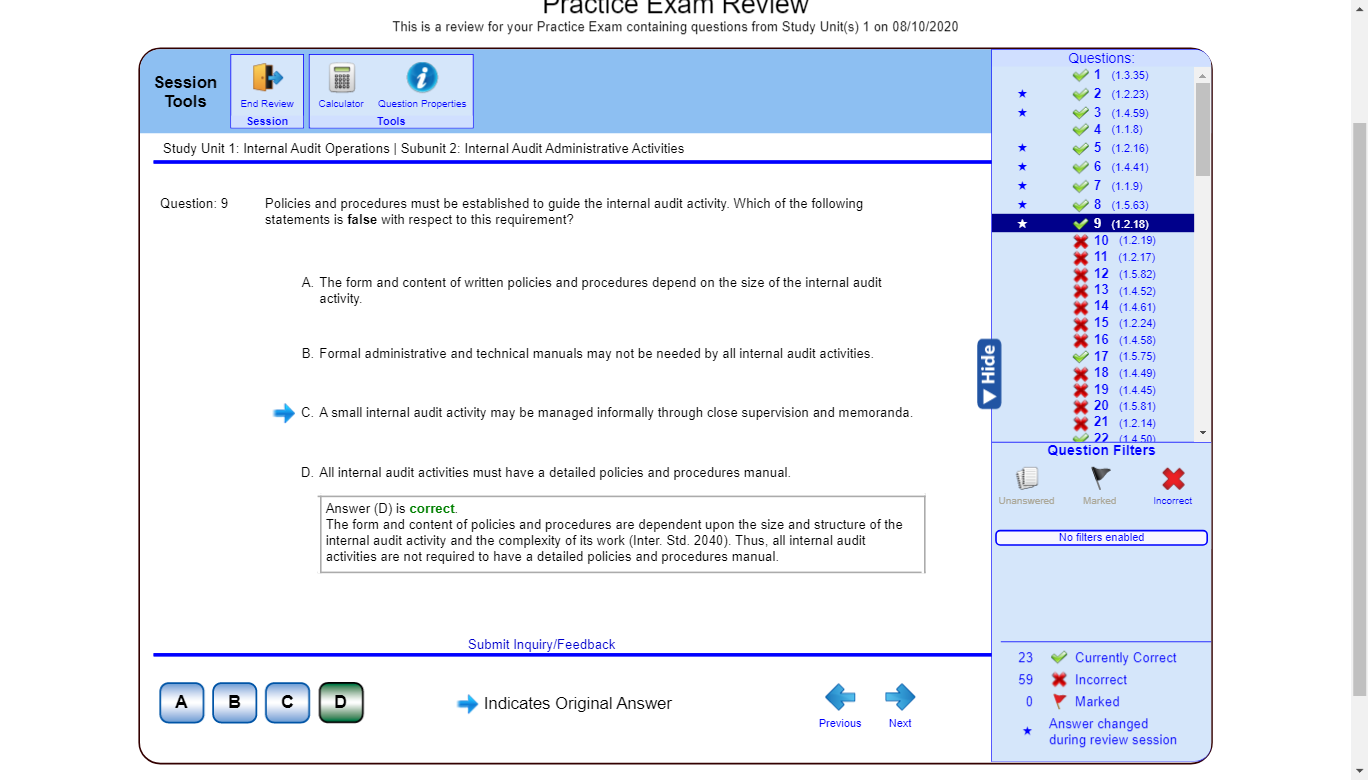 Practice Exam Review
This is a review for your Practice Exam containing questions from Study Unit(s) 1 on 08/10/2020
Session
Tools
End Review
Session
Calculator
Question Properties
Tools
Study Unit 1: Internal Audit Operations | Subunit 2: Internal Audit Administrative Activities
Question: 9
Policies and procedures must be established to guide the internal audit activity. Which of the following
statements is false with respect to this requirement?
A. The form and content of written policies and procedures depend on the size of the internal audit
activity.
B. Formal administrative and technical manuals may not be needed by all internal audit activities.
C. A small internal audit activity may be managed informally through close supervision and memoranda.
D. All internal audit activities must have a detailed policies and procedures manual.
Answer (D) is correct.
The form and content of policies and procedures are dependent upon the size and structure of the
internal audit activity and the complexity of its work (Inter. Std. 2040). Thus, all internal audit
activities are not required to have a detailed policies and procedures manual.
Submit Inquiry/Feedback
A B C D
Indicates Original Answer
Previous
Next
Hide
Questions:
1 (1.3.35)
2 (1.2.23)
3 (1.4.59)
4 (1.1.8)
5 (1.2.16)
6 (1.4.41)
7 (1.1.9)
8 (1.5.63)
9 (1.2.18)
10 (1.2.19)
11 (1.2.17)
12 (1.5.82)
13 (1.4.52)
14 (1.4.61)
15 (1.2.24)
16 (1.4.58)
17 (1.5.75)
18 (1.4.49)
19 (1.4.45)
20 (1.5.81)
21 (1.2.14)
22 (1.4.50)
Question Filters
Unanswered
Marked
Incorrect
No filters enabled
23 Currently Correct
59 Incorrect
0 Marked
Answer changed
during review session